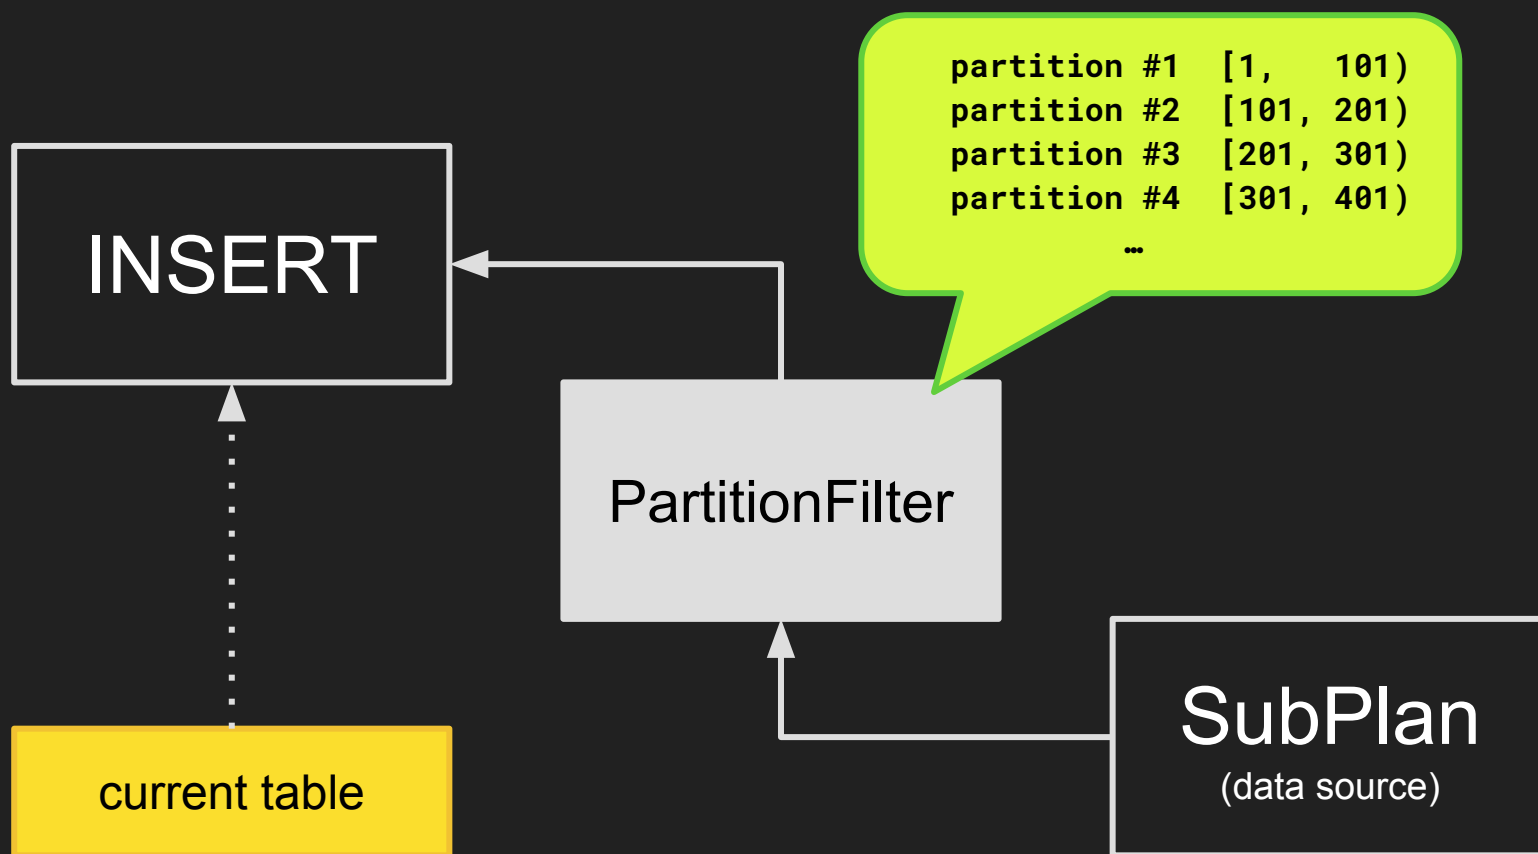 partition #1 [1, 101)
partition #2 [101, 201)
partition #3 [201, 301)
partition #4 [301, 401)
…
INSERT
PartitionFilter
SubPlan
(data source)
current table